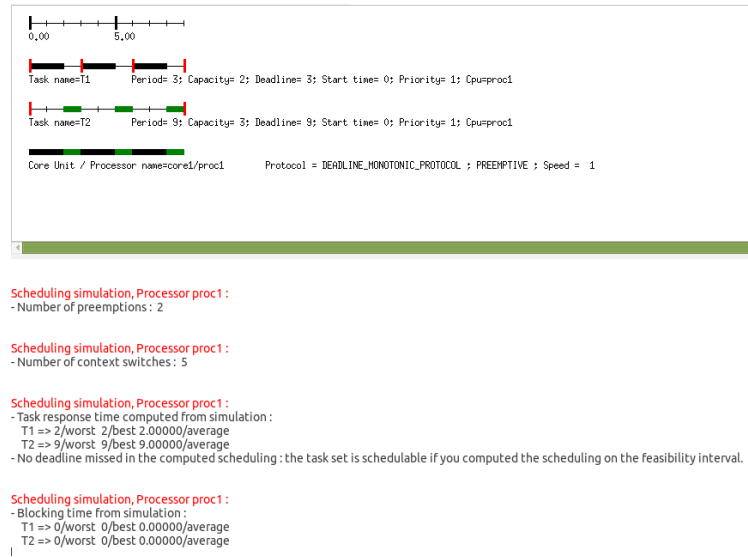 0.00 5.00
Task name=T1 Period= 3; Capacity= 2; Deadline= 3; Start time= 0; Priority= 1; Cpu=proc1
Task name=T2 Period= 9; Capacity= 3; Deadline= 9; Start time= 0; Priority= 1; Cpu=proc1
Core Unit / Processor name=core1/proc1 Protocol = DEADLINE_MONOTONIC_PROTOCOL ; PREEMPTIVE ; Speed = 1
Scheduling simulation, Processor proc1 :
- Number of preemptions : 2
Scheduling simulation, Processor proc1 :
- Number of context switches : 5
Scheduling simulation, Processor proc1 :
- Task response time computed from simulation :
T1 => 2/worst 2/best 2.00000/average
T2 => 9/worst 9/best 9.00000/average
- No deadline missed in the computed scheduling : the task set is schedulable if you computed the scheduling on the feasibility interval.
Scheduling simulation, Processor proc1 :
- Blocking time from simulation :
T1 => 0/worst 0/best 0.00000/average
T2 => 0/worst 0/best 0.00000/average